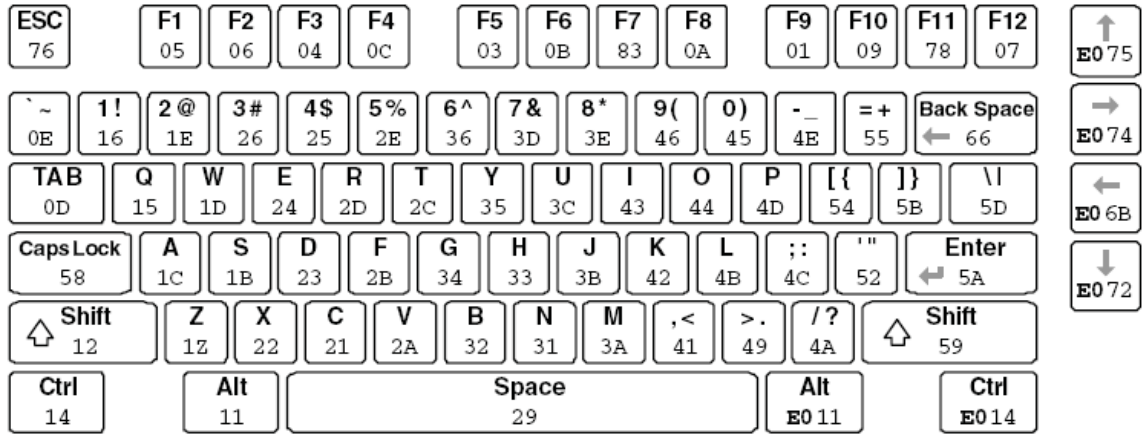 ESC F1 F2 F3 F4 F5 F6 F7 F8 F9 F10 F11 F12 ↑
76 05 06 04 0C 03 0B 83 0A 01 09 78 07 E0 75
`~ 1! 2@ 3# 4$ 5% 6^ 7& 8* 9( 0) -_ =+ Back Space →
0E 16 1E 26 25 2E 36 3D 3E 46 45 4E 55 ← 66 E0 74
TAB Q W E R T Y U I O P [{ ]} \| ←
0D 15 1D 24 2D 2C 35 3C 43 44 4D 54 5B 5D E0 6B
Caps Lock A S D F G H J K L ;: '" Enter ↓
58 1C 1B 23 2B 34 33 3B 42 4B 4C 52 ↵ 5A E0 72
Shift Z X C V B N M ,< >. /? Shift
12 1Z 22 21 2A 32 31 3A 41 49 4A 59
Ctrl Alt Space Alt Ctrl
14 11 29 E0 11 E0 14